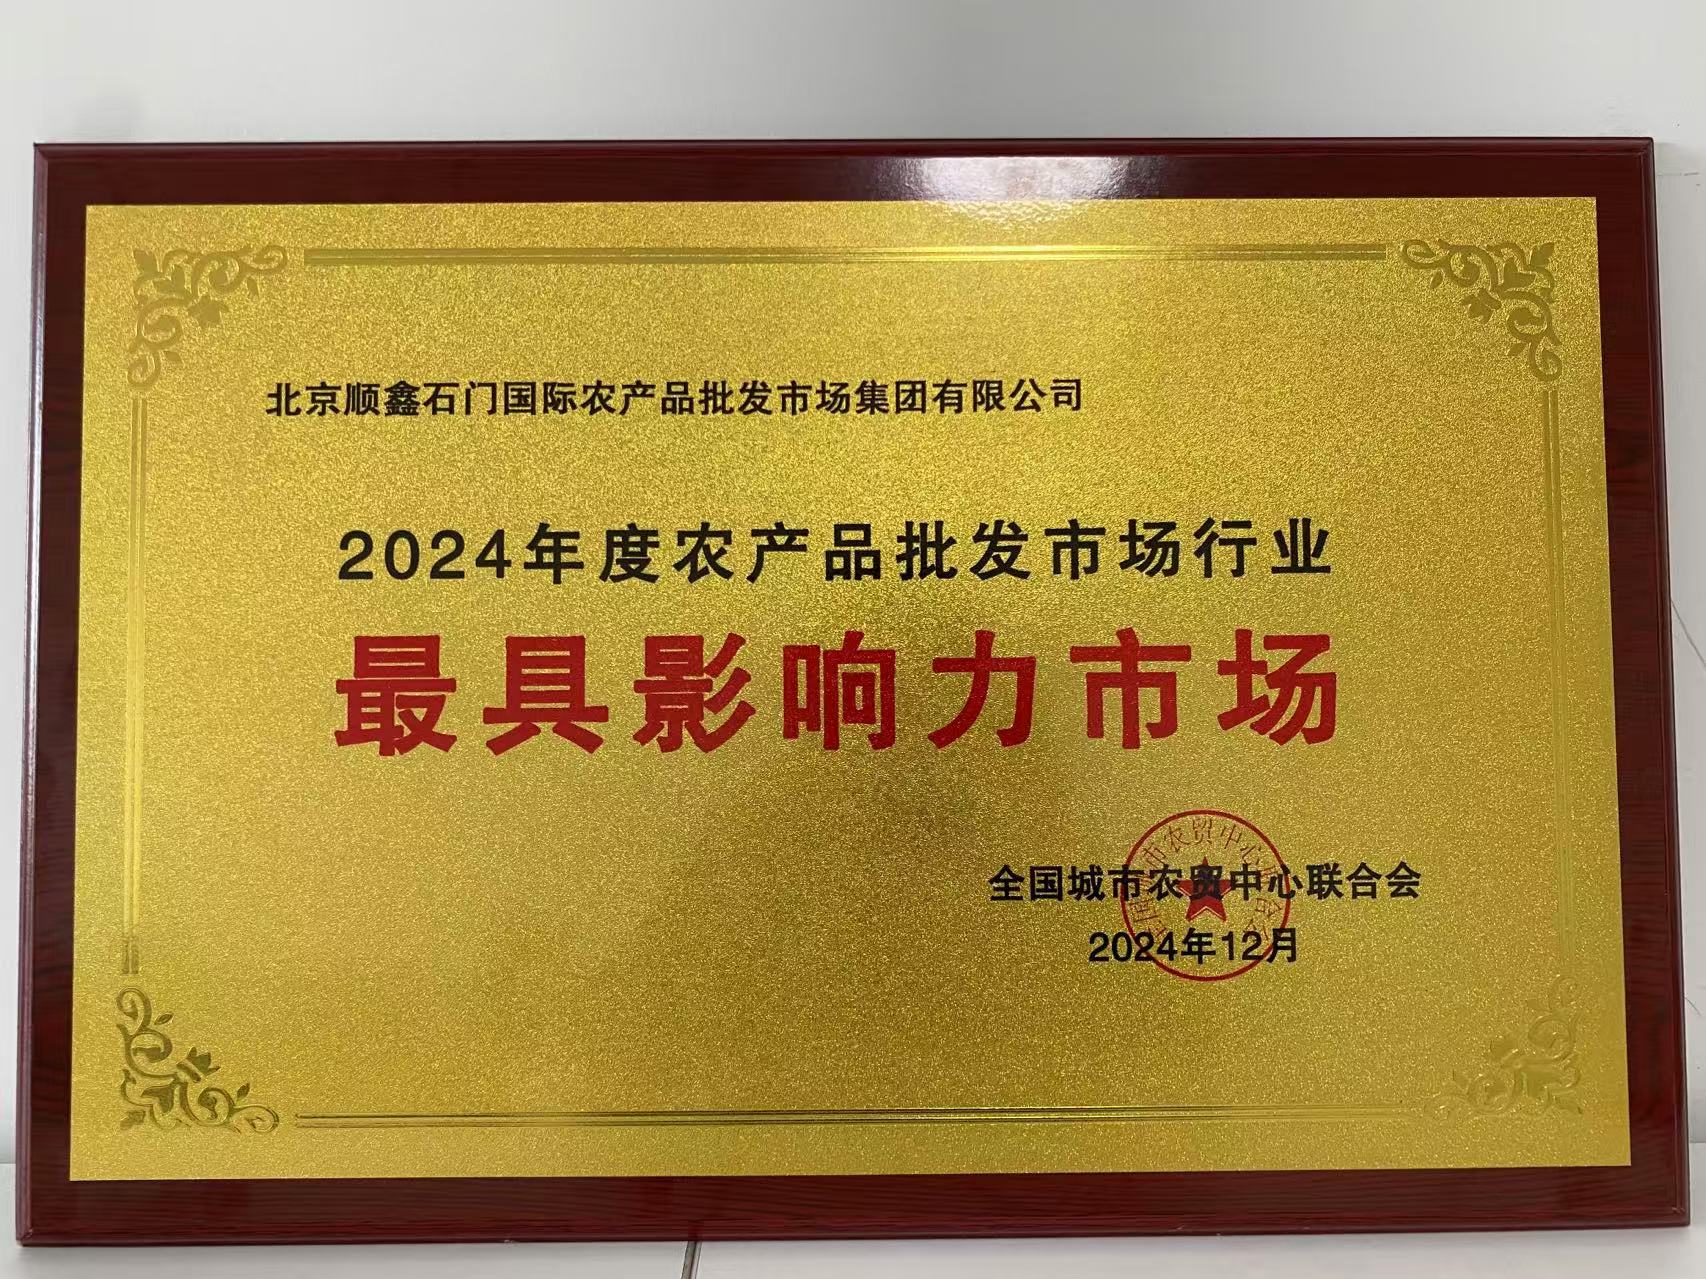 北京顺鑫石门国际农产品批发市场集团有限公司
2024年度农产品批发市场行业
最具影响力市场
全国城市农贸中心联合会
2024年12月